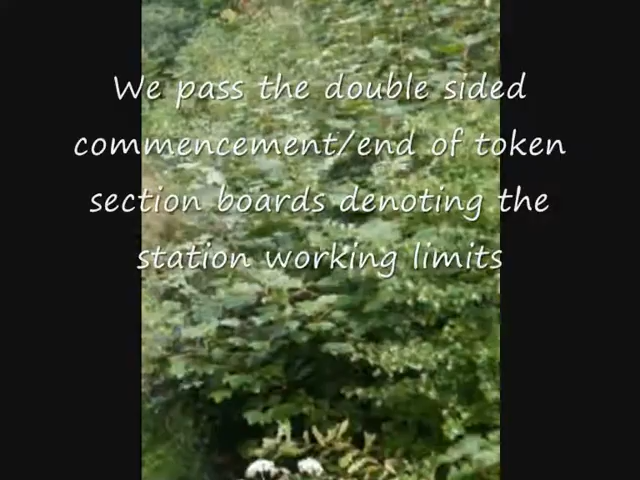 We pass the double sided
commencement/end of token
section boards denoting the
station working limits